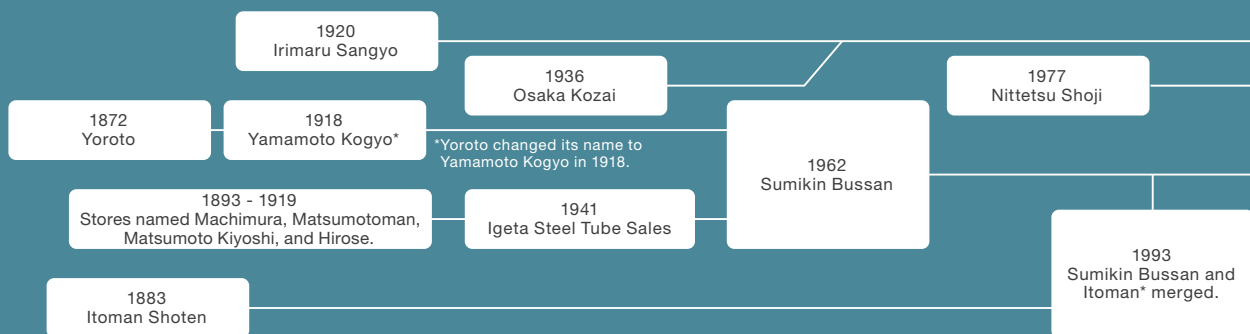 1920
Irimaru Sangyo
1936
Osaka Kozai
1977
Nittetsu Shoji
1872
Yoroto
1918
Yamamoto Kogyo*
*Yoroto changed its name to
Yamamoto Kogyo in 1918.
1962
Sumikin Bussan
1893 - 1919
Stores named Machimura, Matsumotoman,
Matsumoto Kiyoshi, and Hirose.
1941
Igeta Steel Tube Sales
1993
Sumikin Bussan and
Itoman* merged.
1883
Itoman Shoten